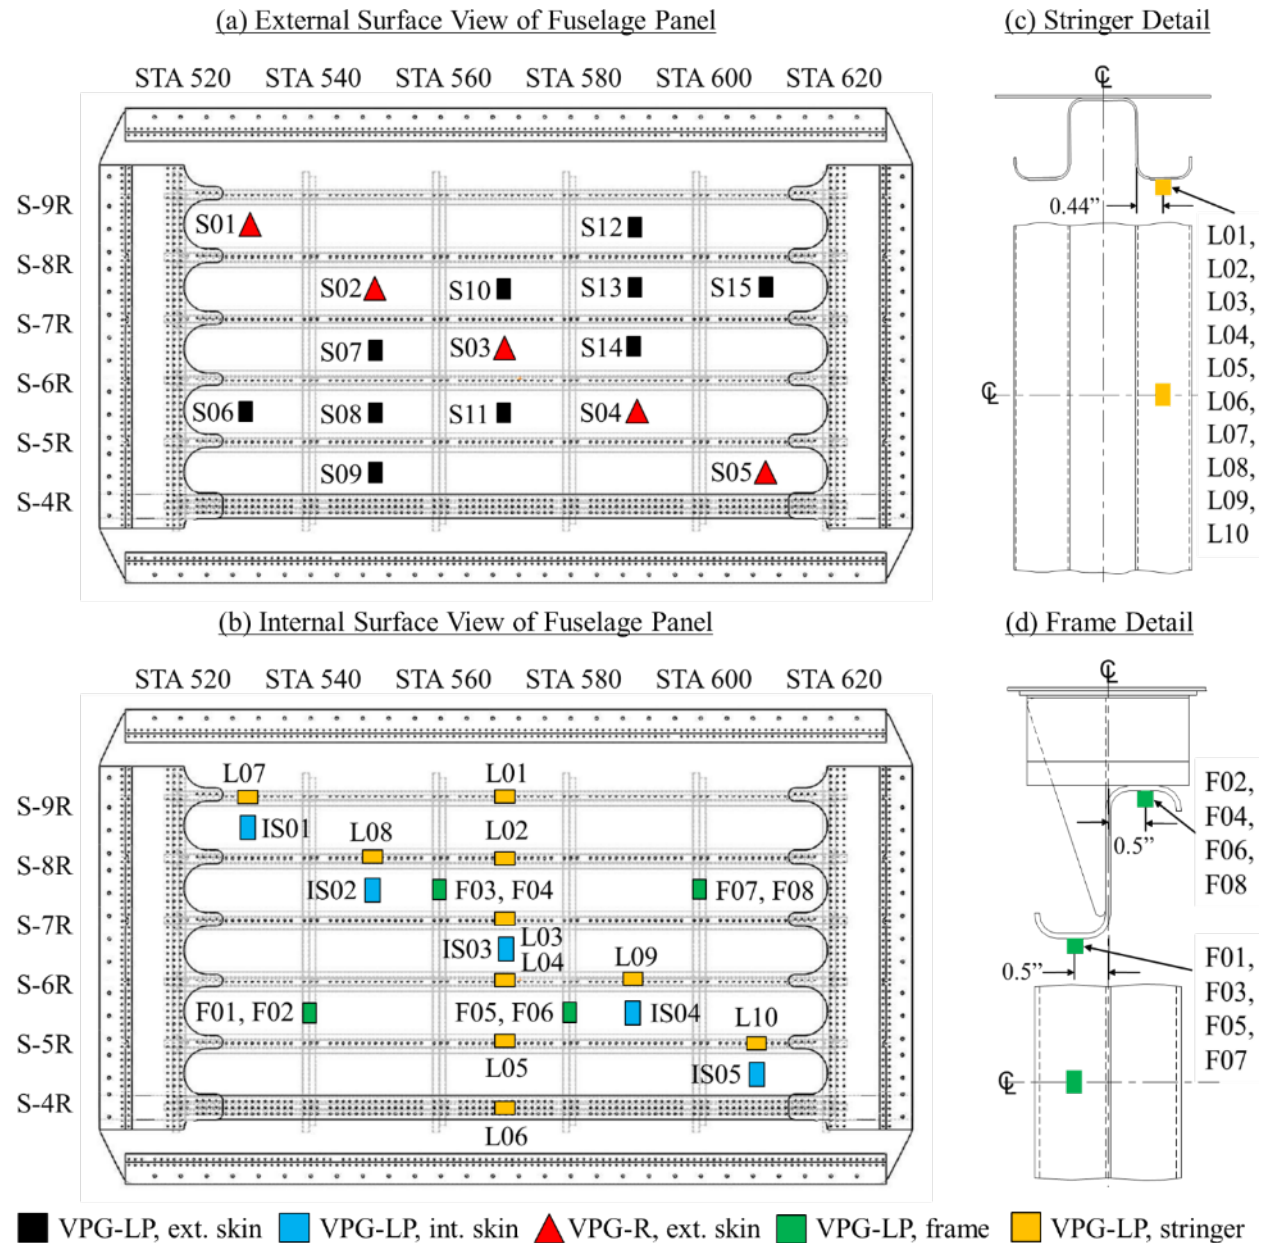 (a) External Surface View of Fuselage Panel
STA 520 STA 540 STA 560 STA 580 STA 600 STA 620
S-9R
S01 S12
S-8R
S02 S10 S13 S15
S-7R
S07 S03 S14
S-6R
S06 S08 S11 S04
S-5R
S09 S05
S-4R
(c) Stringer Detail
℄
0.44”
L01,
L02,
L03,
L04,
L05,
L06,
L07,
L08,
L09,
L10
℄
(b) Internal Surface View of Fuselage Panel
STA 520 STA 540 STA 560 STA 580 STA 600 STA 620
L07 L01
S-9R
IS01 L08 L02
S-8R
IS02 F03, F04 F07, F08
S-7R
IS03 L03
L04 L09
S-6R
F01, F02 F05, F06 IS04 L10
S-5R
L05 IS05
S-4R
L06
(d) Frame Detail
℄
F02,
F04,
F06,
F08
0.5”
0.5”
F01,
F03,
F05,
F07
℄
VPG-LP, ext. skin VPG-LP, int. skin VPG-R, ext. skin VPG-LP, frame VPG-LP, stringer